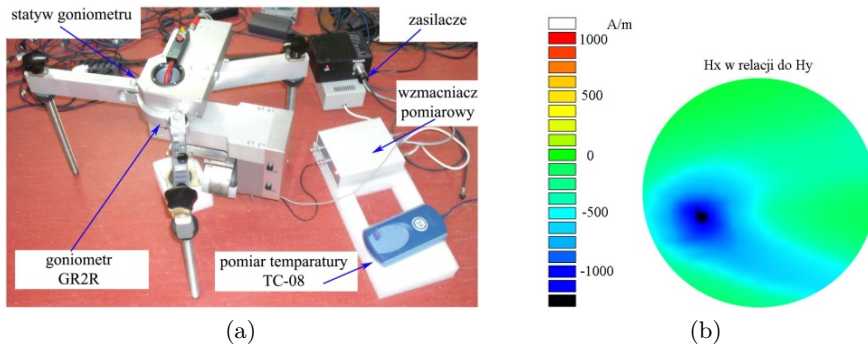 statyw goniometru
zasilacze
wzmacniacz
pomiarowy
goniometr
GR2R
pomiar temparatury
TC-08
(a)
A/m
1000
500
0
-500
-1000
Hx w relacji do Hy
(b)